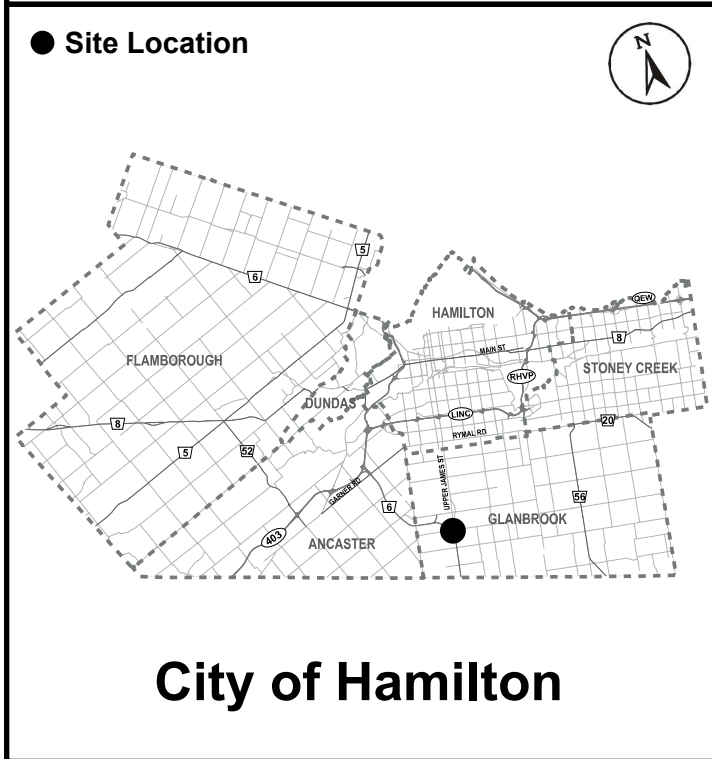 Site Location
N
5
6
HAMILTON
QEW
FLAMBOROUGH
MAIN ST
8
STONEY CREEK
RHVP
DUNDAS
LINC
20
8
RYMAL RD
5
52
UPPER JAMES ST
GARNER RD
6
56
GLANBROOK
403
ANCASTER
City of Hamilton